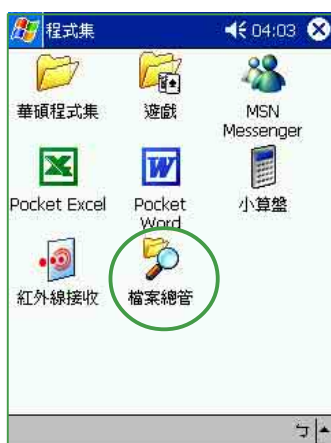 程式集 04:03
華碩程式集 遊戲 MSN Messenger
Pocket Excel Pocket Word 小算盤
紅外線接收 檔案總管
ㄅ